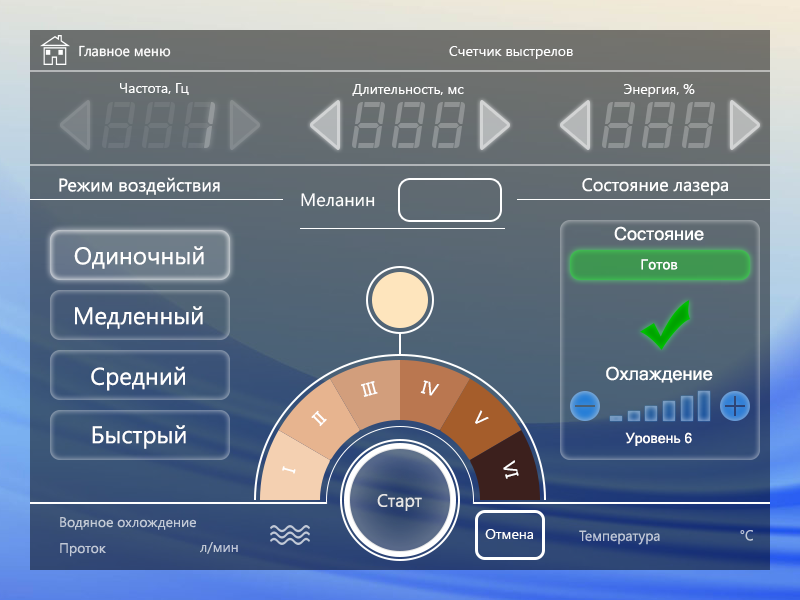 Главное меню
Счетчик выстрелов
Частота, Гц
Длительность, мс
Энергия, %
1
Режим воздействия
Меланин
Состояние лазера
Одиночный
Медленный
Средний
Быстрый
I
II
III
IV
V
VI
Состояние
Готов
Охлаждение
Уровень 6
Старт
Отмена
Водяное охлаждение
Проток
л/мин
Температура
°C